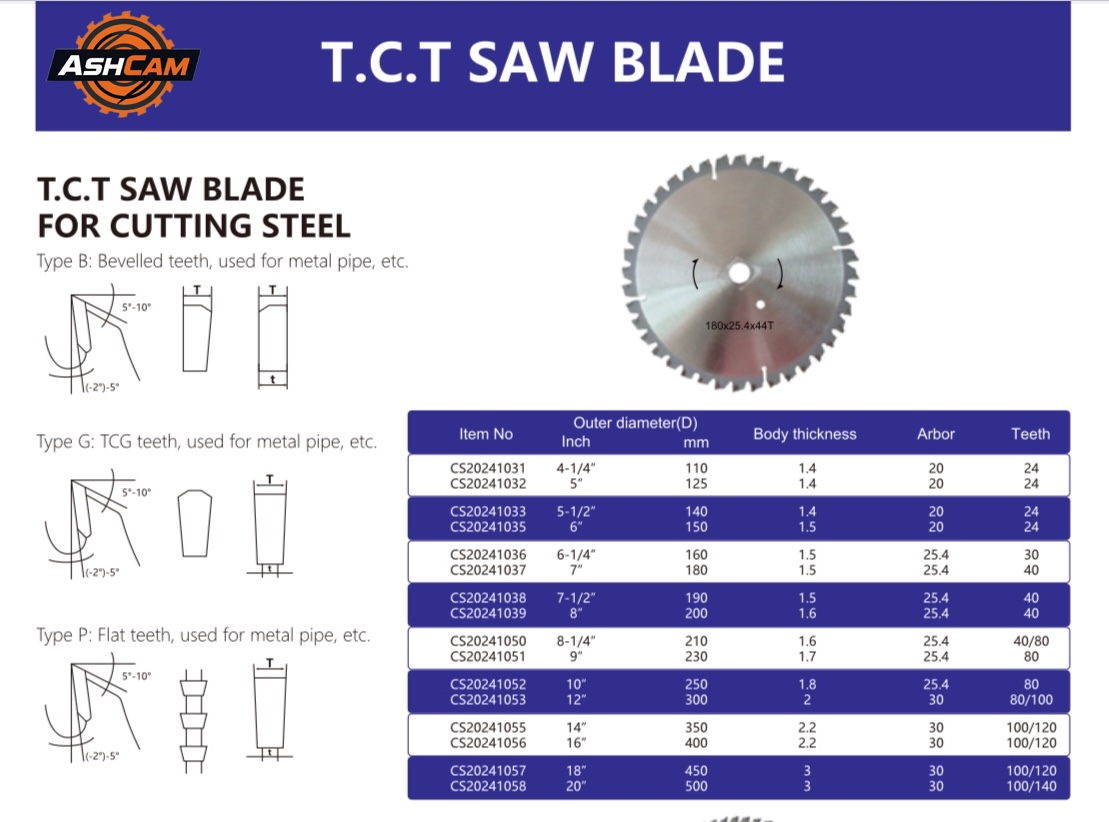 ASHCAM
T.C.T SAW BLADE
T.C.T SAW BLADE
FOR CUTTING STEEL
Type B: Bevelled teeth, used for metal pipe, etc.
5°-10°
T
T
(-2°)-5°
t
180x25.4x44T
Type G: TCG teeth, used for metal pipe, etc.
5°-10°
T
(-2°)-5°
t
Type P: Flat teeth, used for metal pipe, etc.
5°-10°
T
(-2°)-5°
t
Item No Outer diameter(D) Body thickness Arbor Teeth
Inch mm
CS20241031 4-1/4″ 110 1.4 20 24
CS20241032 5″ 125 1.4 20 24
CS20241033 5-1/2″ 140 1.4 20 24
CS20241035 6″ 150 1.5 20 24
CS20241036 6-1/4″ 160 1.5 25.4 30
CS20241037 7″ 180 1.5 25.4 40
CS20241038 7-1/2″ 190 1.5 25.4 40
CS20241039 8″ 200 1.6 25.4 40
CS20241050 8-1/4″ 210 1.6 25.4 40/80
CS20241051 9″ 230 1.7 25.4 80
CS20241052 10″ 250 1.8 25.4 80
CS20241053 12″ 300 2 30 80/100
CS20241055 14″ 350 2.2 30 100/120
CS20241056 16″ 400 2.2 30 100/120
CS20241057 18″ 450 3 30 100/120
CS20241058 20″ 500 3 30 100/140